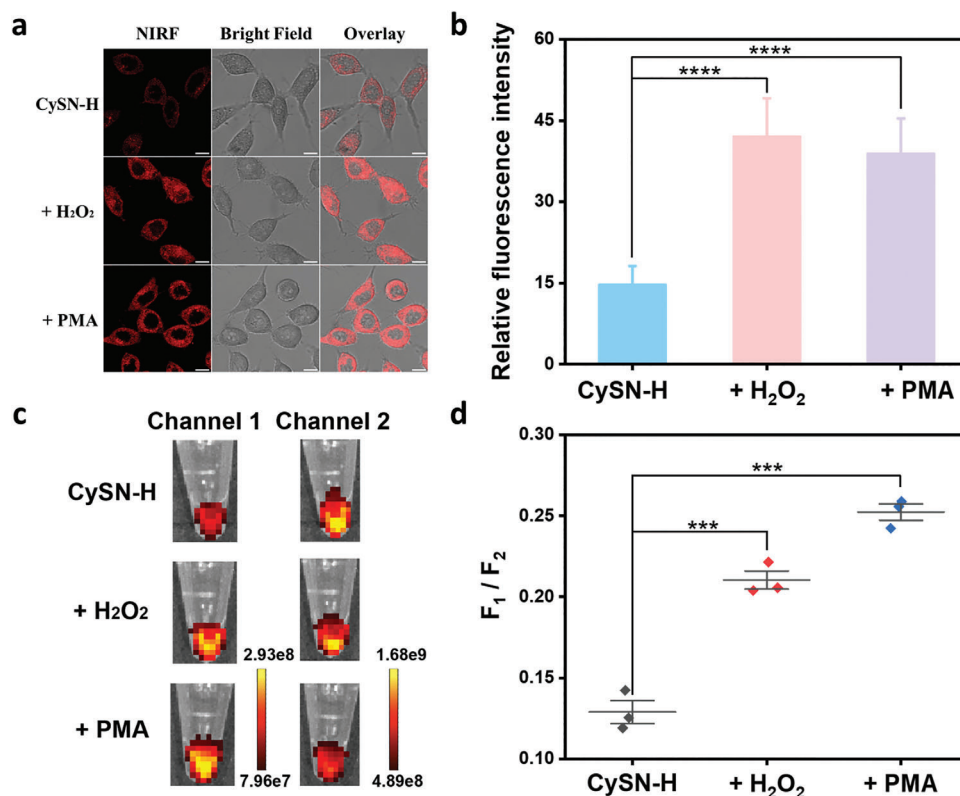 a
NIRF Bright Field Overlay
CySN-H
+ H₂O₂
+ PMA
b
Relative fluorescence intensity
60
45
30
15
0
****
****
CySN-H + H₂O₂ + PMA
c
Channel 1 Channel 2
CySN-H
+ H₂O₂
2.93e8 1.68e9
+ PMA
7.96e7 4.89e8
d
F₁ / F₂
0.30
0.25
0.20
0.15
0.10
***
***
CySN-H + H₂O₂ + PMA